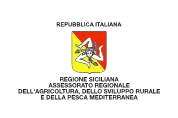 REPUBBLICA ITALIANA
REGIONE SICILIANA
ASSESSORATO REGIONALE
DELL'AGRICOLTURA, DELLO SVILUPPO RURALE
E DELLA PESCA MEDITERRANEA